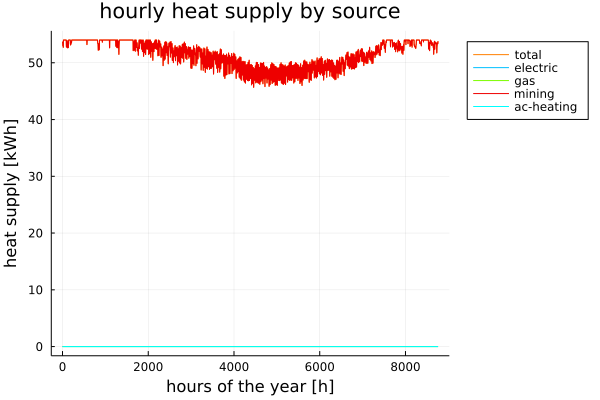 hourly heat supply by source
heat supply [kWh]
50
40
30
20
10
0
0 2000 4000 6000 8000
hours of the year [h]
total
electric
gas
mining
ac-heating